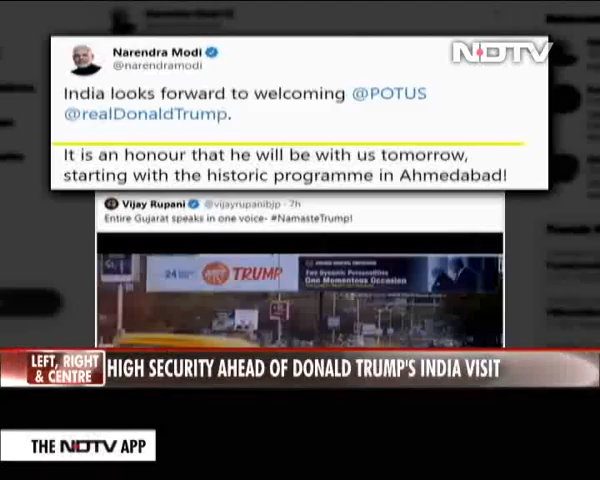 Narendra Modi
@narendramodi
NDTV
India looks forward to welcoming @POTUS
@realDonaldTrump.
It is an honour that he will be with us tomorrow,
starting with the historic programme in Ahmedabad!
Vijay Rupani @vijayrupanibjp · 7h
Entire Gujarat speaks in one voice- #NamasteTrump!
24
TRUMP
Two Dynamic Personalities
One Momentous Occasion
LEFT, RIGHT
& CENTRE
HIGH SECURITY AHEAD OF DONALD TRUMP'S INDIA VISIT
THE NDTV APP